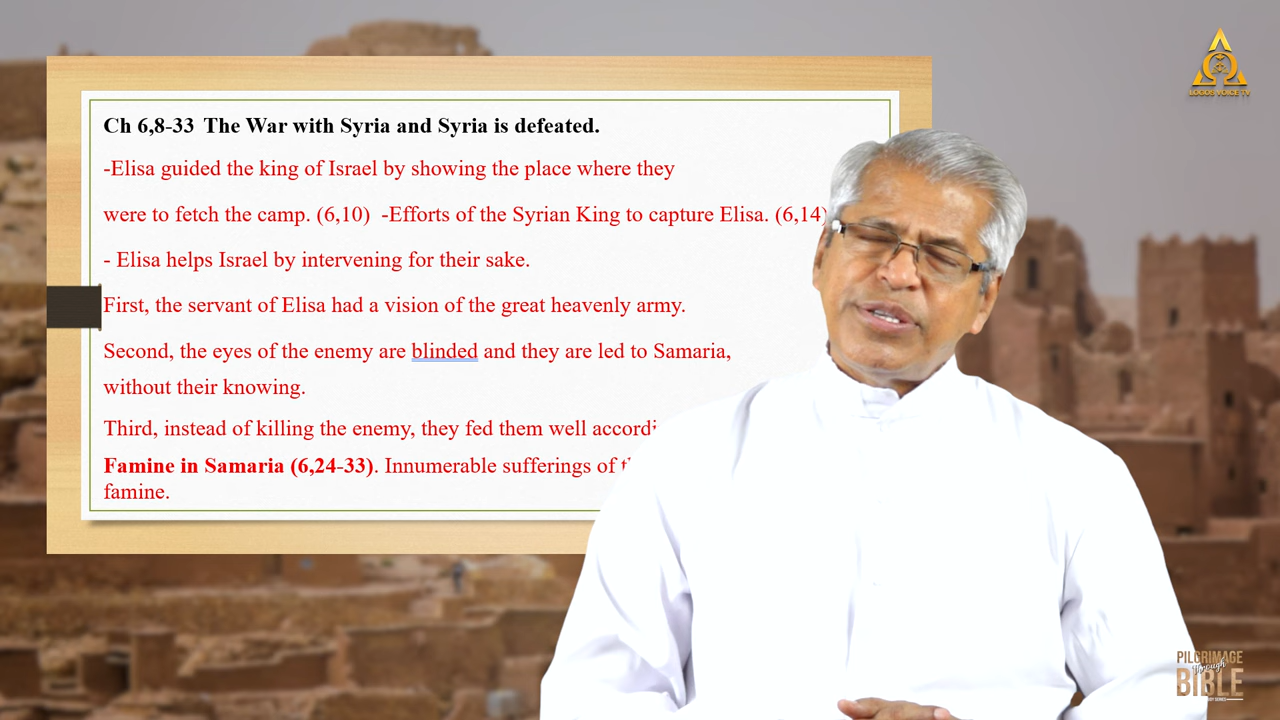 Ch 6,8-33 The War with Syria and Syria is defeated.
-Elisa guided the king of Israel by showing the place where they
were to fetch the camp. (6,10) -Efforts of the Syrian King to capture Elisa. (6,14)
- Elisa helps Israel by intervening for their sake.
First, the servant of Elisa had a vision of the great heavenly army.
Second, the eyes of the enemy are blinded and they are led to Samaria,
without their knowing.
Third, instead of killing the enemy, they fed them well
Famine in Samaria (6,24-33). Innumerable sufferings of
famine.
LOGOS VOICE TV
PILGRIMAGE
Through
BIBLE